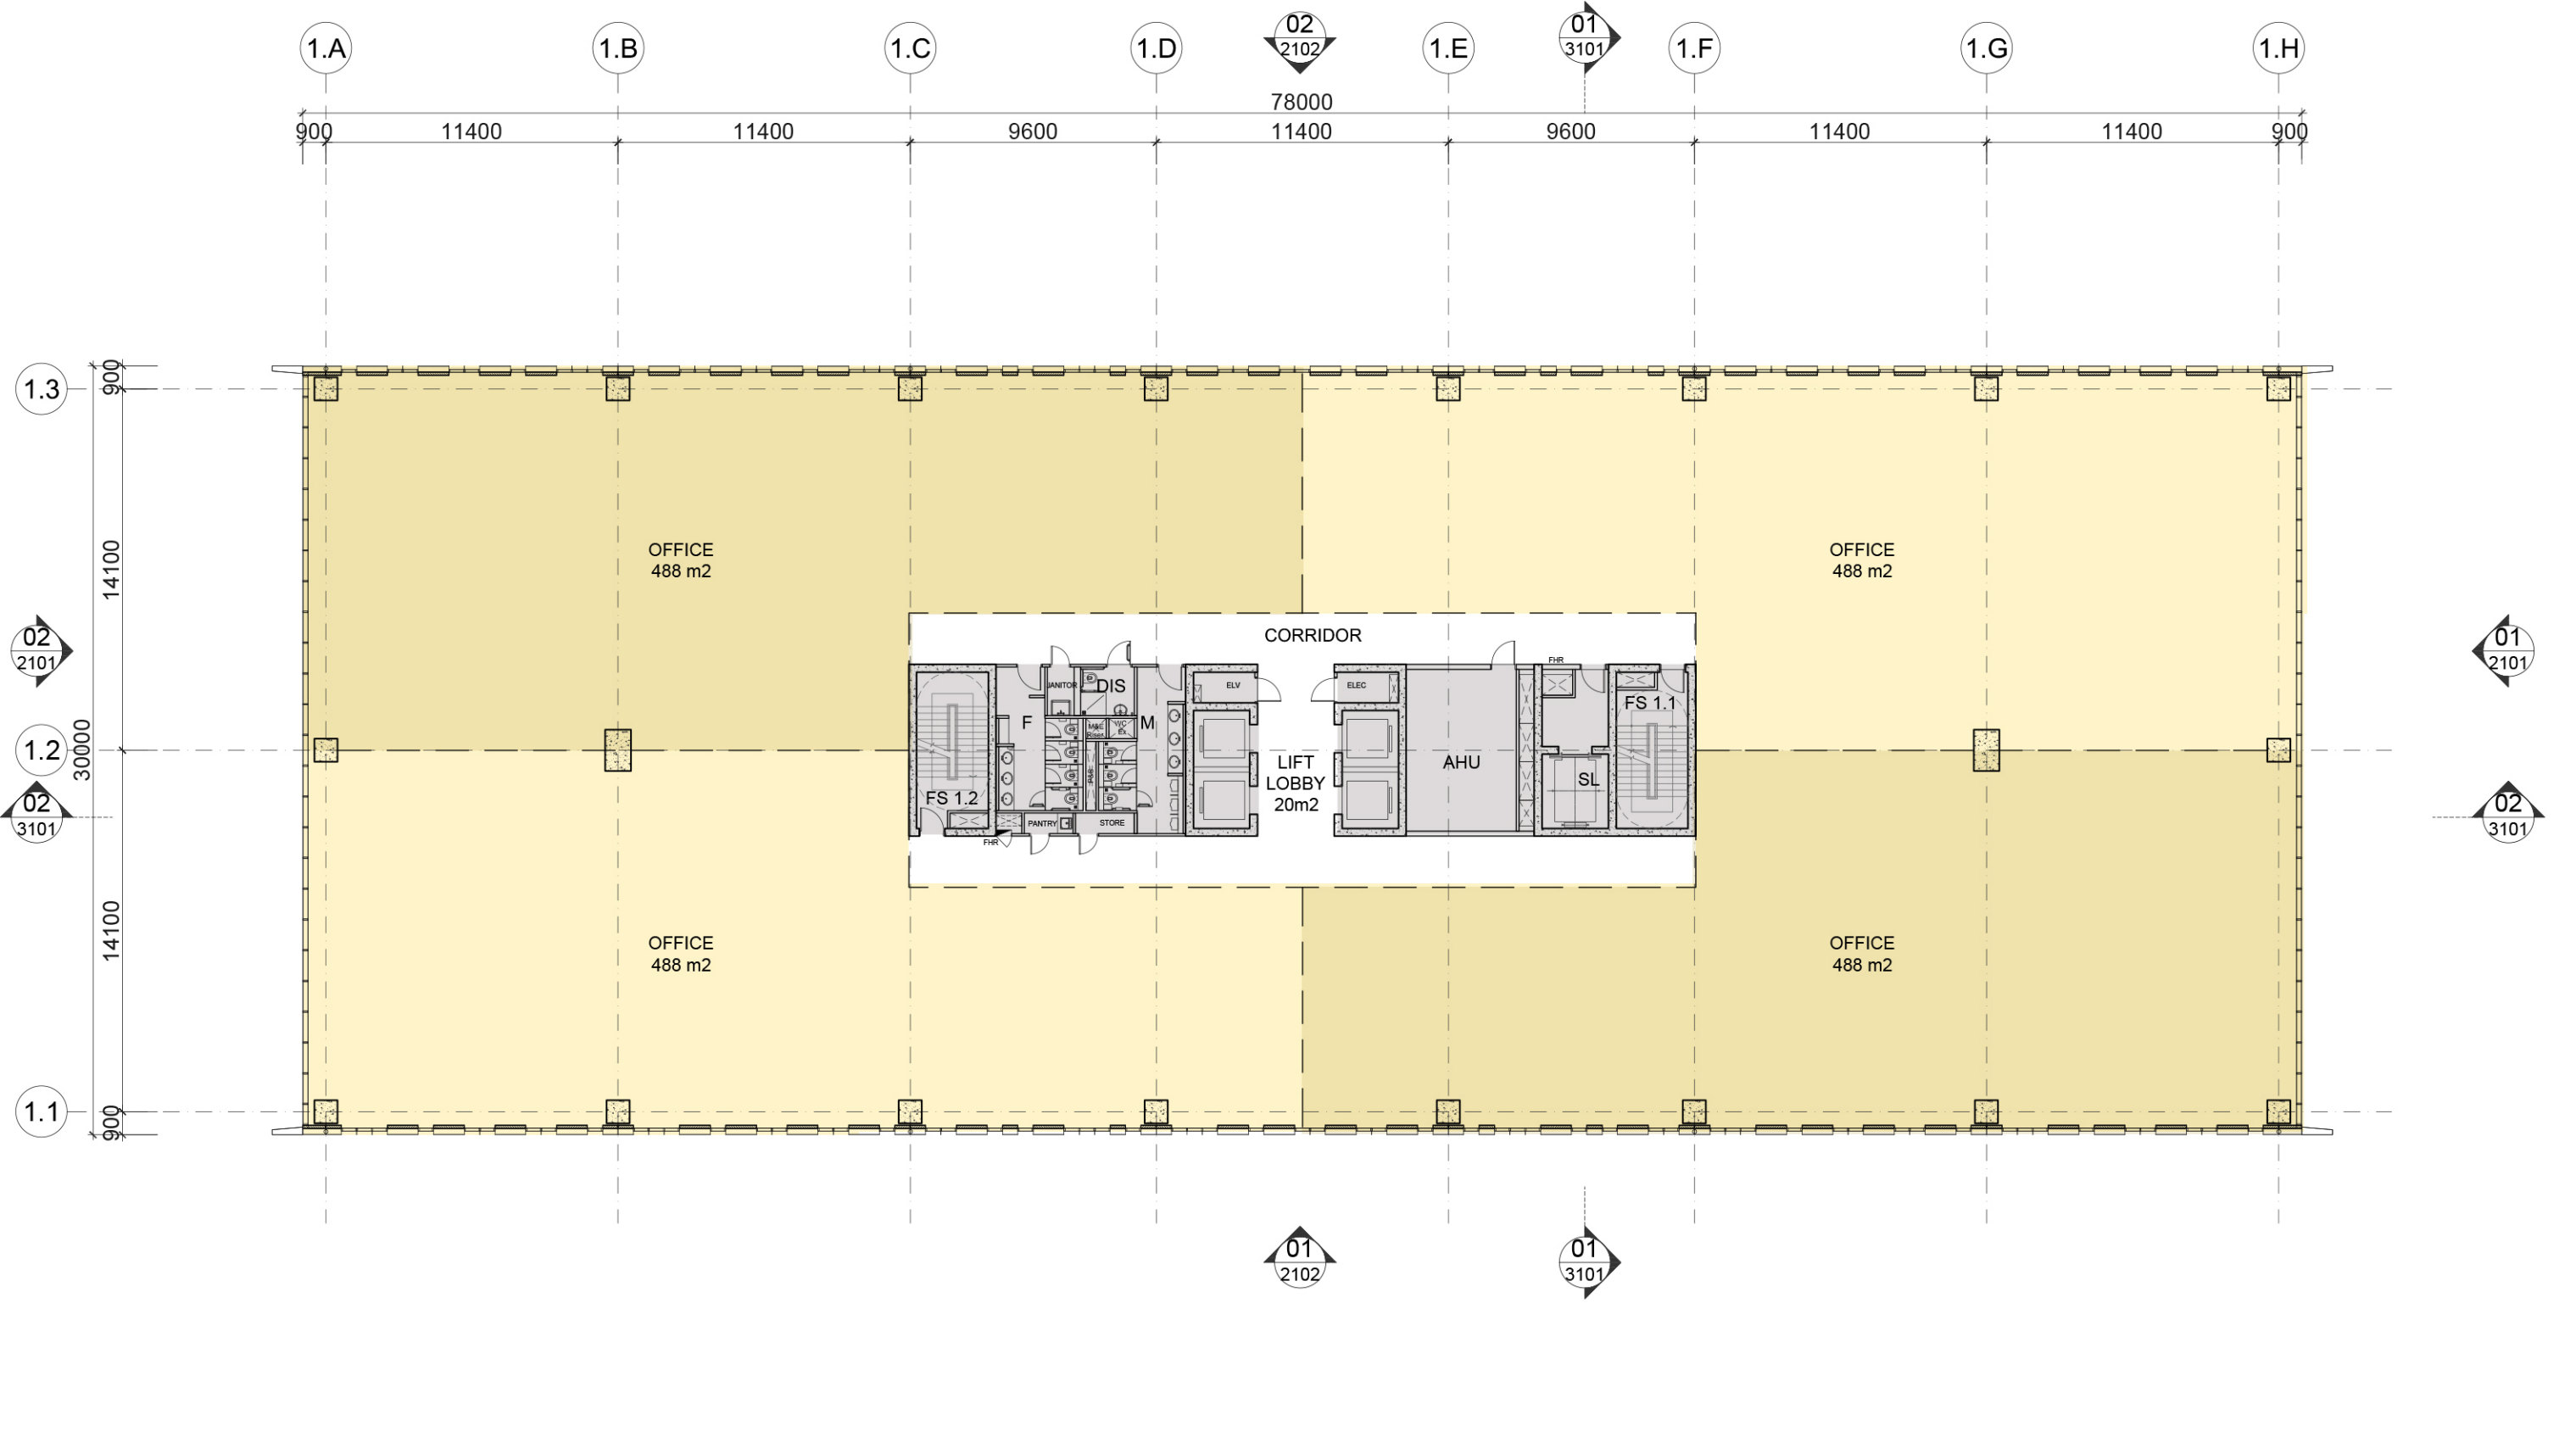 1.A
1.B
1.C
1.D
02
2102
1.E
01
3101
1.F
1.G
1.H
78000
900
11400
11400
9600
11400
9600
11400
11400
900
1.3
900
14100
OFFICE
488 m2
OFFICE
488 m2
02
2101
01
2101
CORRIDOR
FHR
JANITOR
DIS
ELV
ELEC
FS 1.1
F
M&E
Riser
WC
M
1.2
30000
LIFT
LOBBY
20m2
AHU
SL
FS 1.2
PANTRY
STORE
FHR
02
3101
02
3101
14100
OFFICE
488 m2
OFFICE
488 m2
1.1
900
01
2102
01
3101